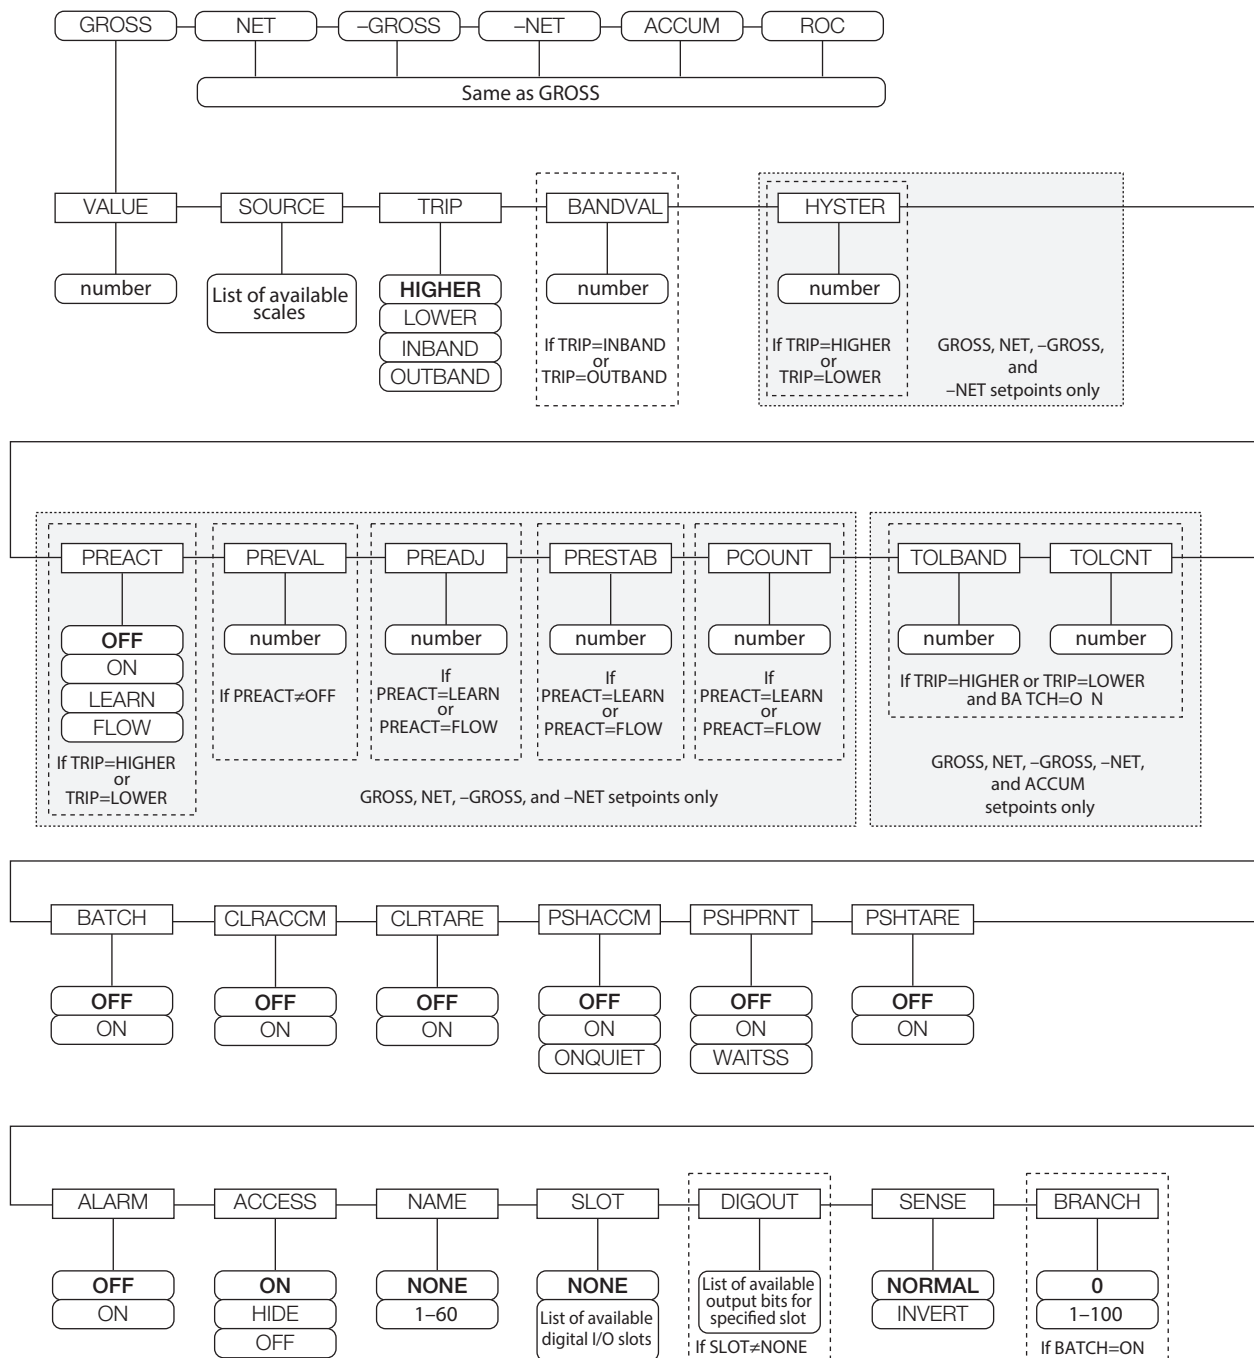 GROSS
NET
–GROSS
–NET
ACCUM
ROC
Same as GROSS
VALUE
SOURCE
TRIP
BANDVAL
HYSTER
number
List of available
scales
HIGHER
LOWER
INBAND
OUTBAND
number
If TRIP=INBAND
or
TRIP=OUTBAND
number
If TRIP=HIGHER
or
TRIP=LOWER
GROSS, NET, –GROSS,
and
–NET setpoints only
PREACT
PREVAL
PREADJ
PRESTAB
PCOUNT
TOLBAND
TOLCNT
OFF
ON
LEARN
FLOW
If TRIP=HIGHER
or
TRIP=LOWER
number
If PREACT≠OFF
number
If
PREACT=LEARN
or
PREACT=FLOW
number
If
PREACT=LEARN
or
PREACT=FLOW
number
If
PREACT=LEARN
or
PREACT=FLOW
GROSS, NET, –GROSS, and –NET setpoints only
number
number
If TRIP=HIGHER or TRIP=LOWER
and BA TCH=O N
GROSS, NET, –GROSS, –NET,
and ACCUM
setpoints only
BATCH
CLRACCM
CLRTARE
PSHACCM
PSHPRNT
PSHTARE
OFF
ON
OFF
ON
OFF
ON
OFF
ON
ONQUIET
OFF
ON
WAITSS
OFF
ON
ALARM
ACCESS
NAME
SLOT
DIGOUT
SENSE
BRANCH
OFF
ON
ON
HIDE
OFF
NONE
1–60
NONE
List of available
digital I/O slots
List of available
output bits for
specified slot
If SLOT≠NONE
NORMAL
INVERT
0
1–100
If BATCH=ON